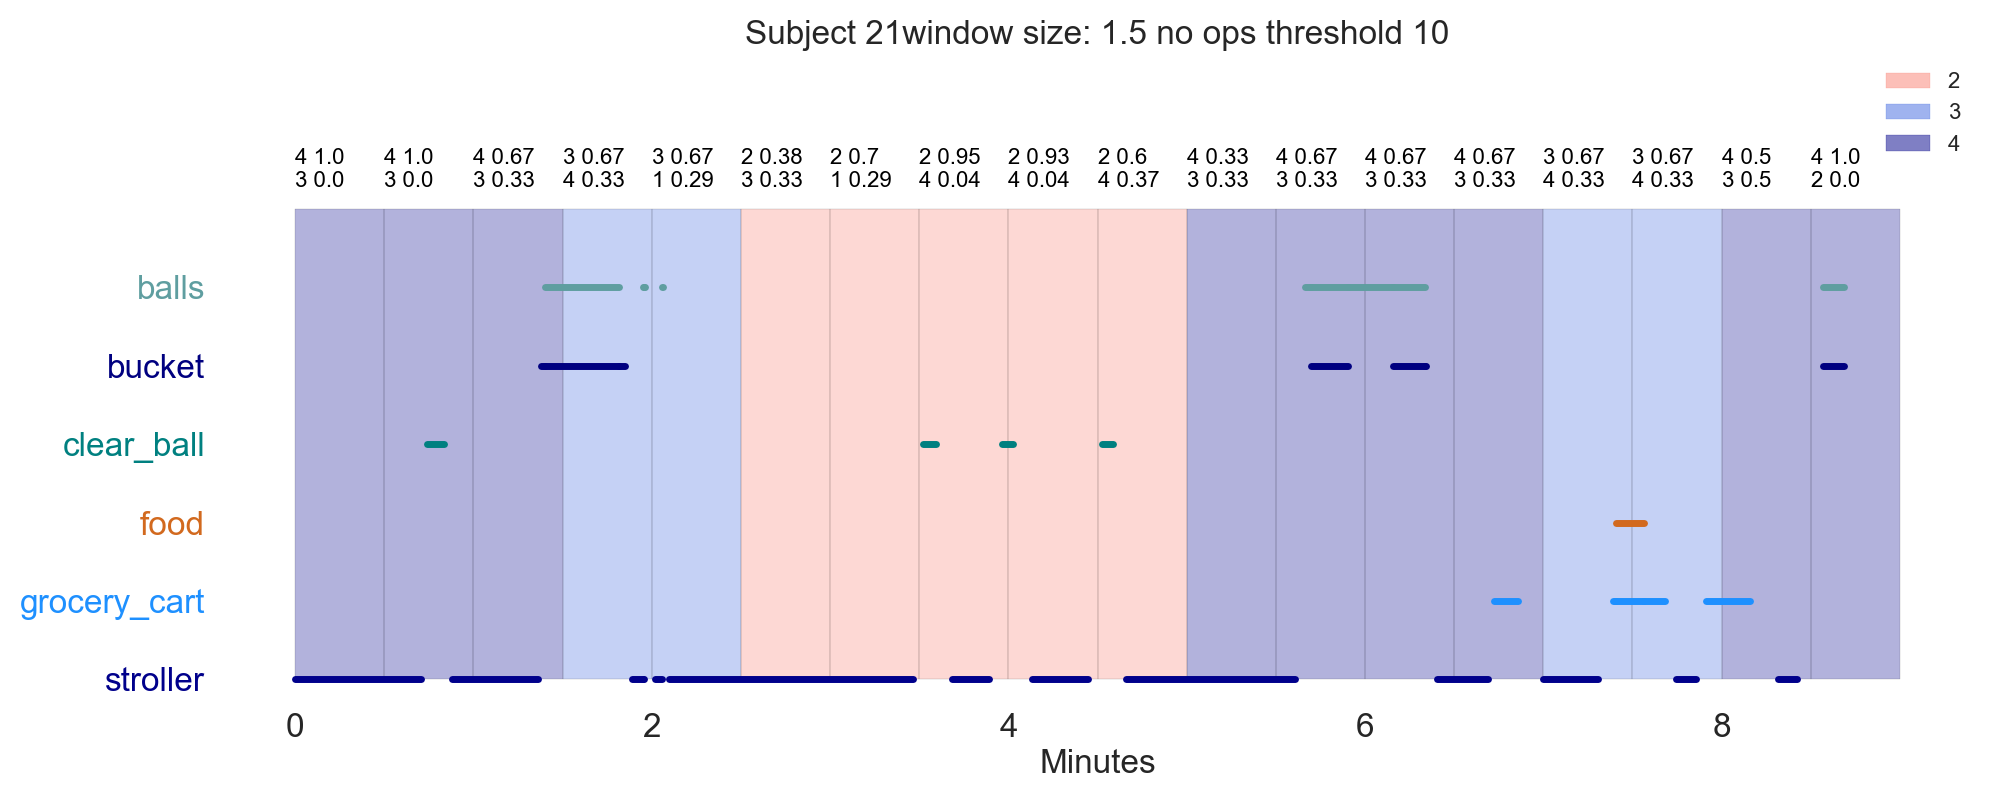 Subject 21window size: 1.5 no ops threshold 10
2
3
4
4 1.0 4 1.0 4 0.67 3 0.67 3 0.67 2 0.38 2 0.7 2 0.95 2 0.93 2 0.6 4 0.33 4 0.67 4 0.67 4 0.67 3 0.67 3 0.67 4 0.5 4 1.0
3 0.0 3 0.0 3 0.33 4 0.33 1 0.29 3 0.33 1 0.29 4 0.04 4 0.04 4 0.37 3 0.33 3 0.33 3 0.33 3 0.33 4 0.33 4 0.33 3 0.5 2 0.0
balls
bucket
clear_ball
food
grocery_cart
stroller
0 2 4 6 8
Minutes